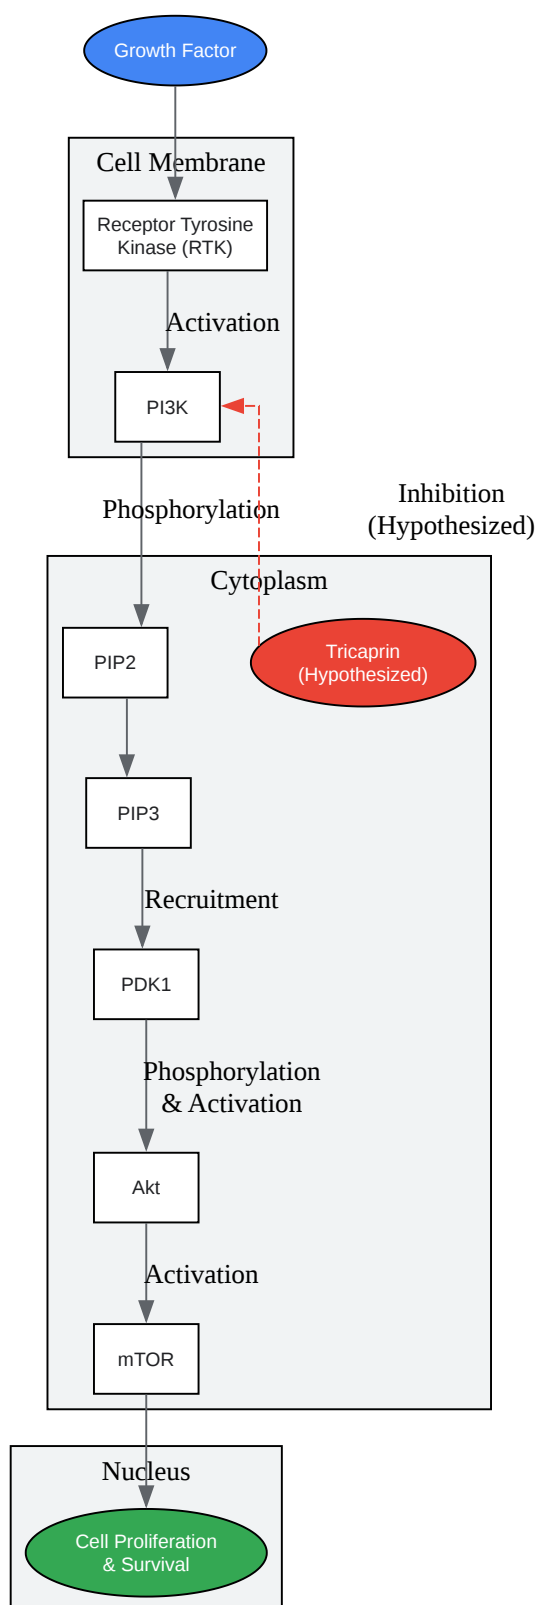 Growth Factor
Cell Membrane
Receptor Tyrosine
Kinase (RTK)
Activation
PI3K
Phosphorylation
Inhibition
(Hypothesized)
Cytoplasm
PIP2
Tricaprin
(Hypothesized)
PIP3
Recruitment
PDK1
Phosphorylation
& Activation
Akt
Activation
mTOR
Nucleus
Cell Proliferation
& Survival